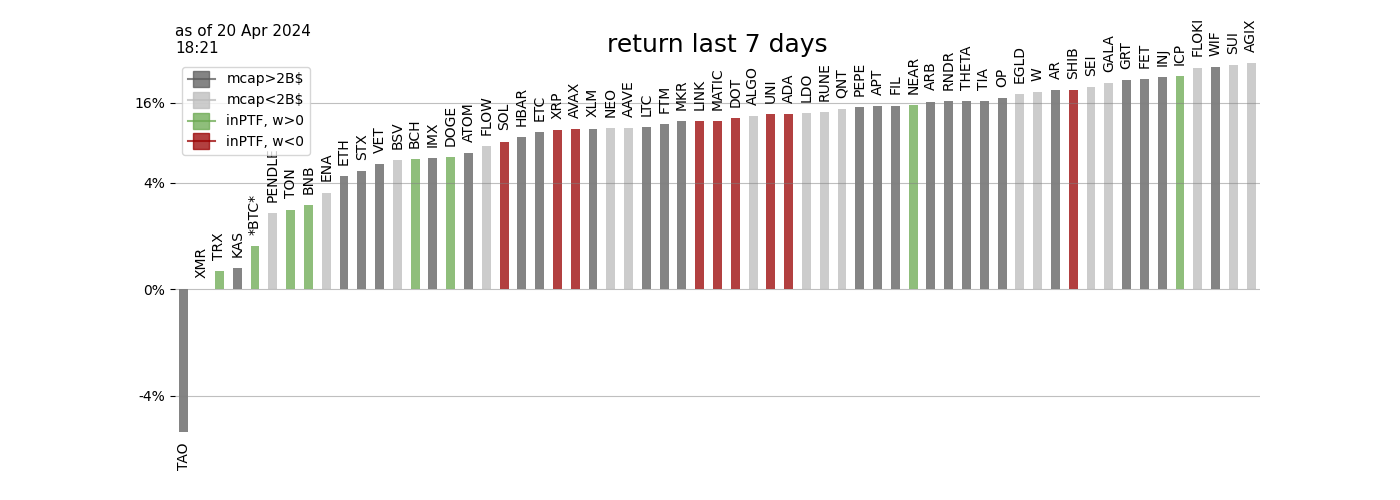 as of 20 Apr 2024
18:21
return last 7 days
mcap>2B$
mcap<2B$
inPTF, w>0
inPTF, w<0
16%
4%
0%
-4%
TAO
XMR
TRX
KAS
*BTC*
PENDLE
TON
BNB
ENA
ETH
STX
VET
BSV
BCH
IMX
DOGE
ATOM
FLOW
SOL
HBAR
ETC
XRP
AVAX
XLM
NEO
AAVE
LTC
FTM
MKR
LINK
MATIC
DOT
ALGO
UNI
ADA
LDO
RUNE
QNT
PEPE
APT
FIL
NEAR
ARB
RNDR
THETA
TIA
OP
EGLD
W
AR
SHIB
SEI
GALA
GRT
FET
INJ
ICP
FLOKI
WIF
SUI
AGIX